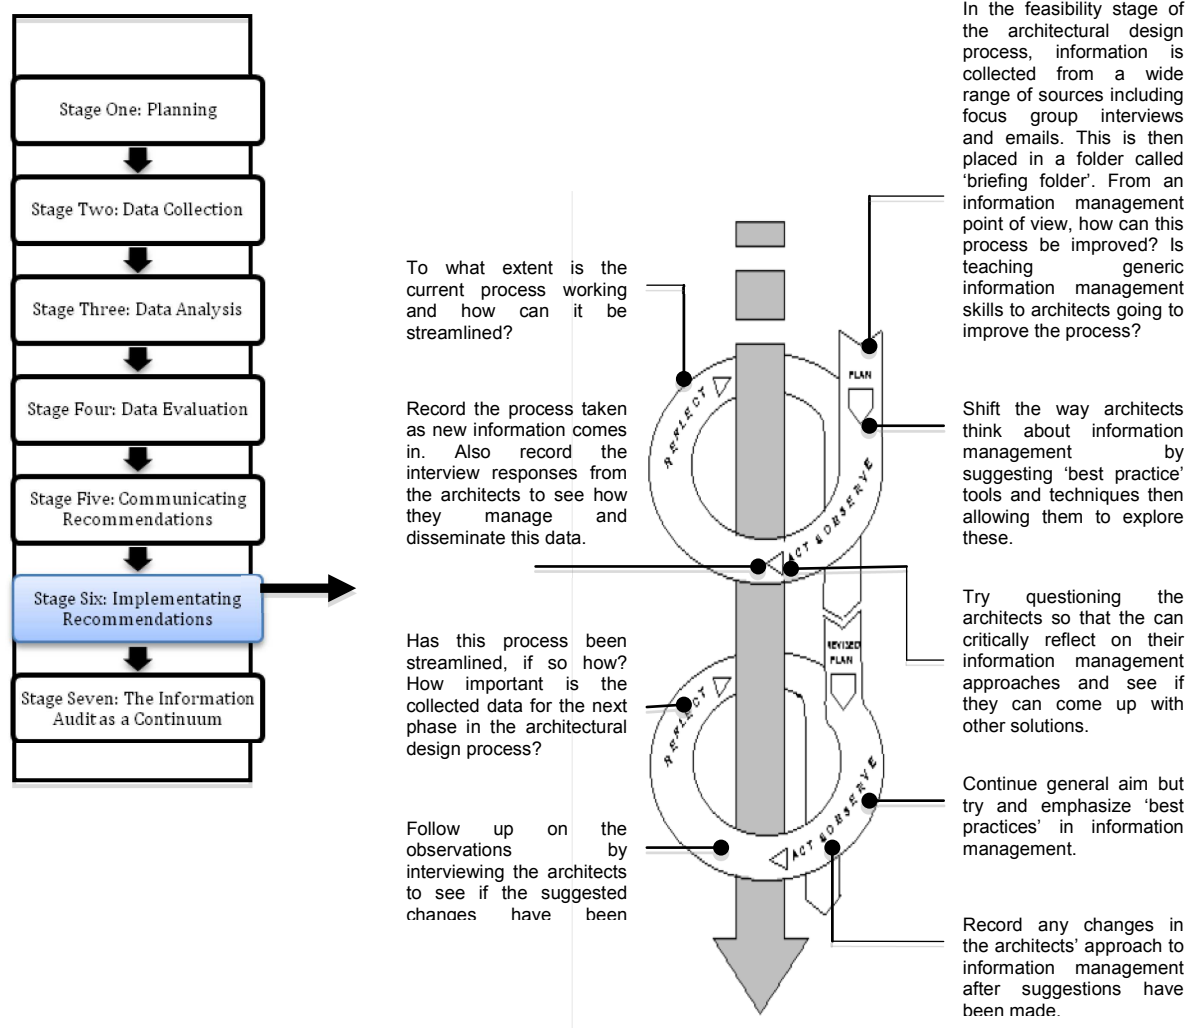 Stage One: Planning
Stage Two: Data Collection
Stage Three: Data Analysis
Stage Four: Data Evaluation
Stage Five: Communicating
Recommendations
Stage Six: Implementating
Recommendations
Stage Seven: The Information
Audit as a Continuum
To what extent is the
current process working
and how can it be
streamlined?
Record the process taken
as new information comes
in. Also record the
interview responses from
the architects to see how
they manage and
disseminate this data.
Has this process been
streamlined, if so how?
How important is the
collected data for the next
phase in the architectural
design process?
Follow up on the
observations by
interviewing the architects
to see if the suggested
changes have been
PLAN
REFLECT
ACT & OBSERVE
REVISED
PLAN
REFLECT
ACT & OBSERVE
In the feasibility stage of
the architectural design
process, information is
collected from a wide
range of sources including
focus group interviews
and emails. This is then
placed in a folder called
‘briefing folder’. From an
information management
point of view, how can this
process be improved? Is
teaching generic
information management
skills to architects going to
improve the process?
Shift the way architects
think about information
management by
suggesting ‘best practice’
tools and techniques then
allowing them to explore
these.
Try questioning the
architects so that the can
critically reflect on their
information management
approaches and see if
they can come up with
other solutions.
Continue general aim but
try and emphasize ‘best
practices’ in information
management.
Record any changes in
the architects’ approach to
information management
after suggestions have
been made.